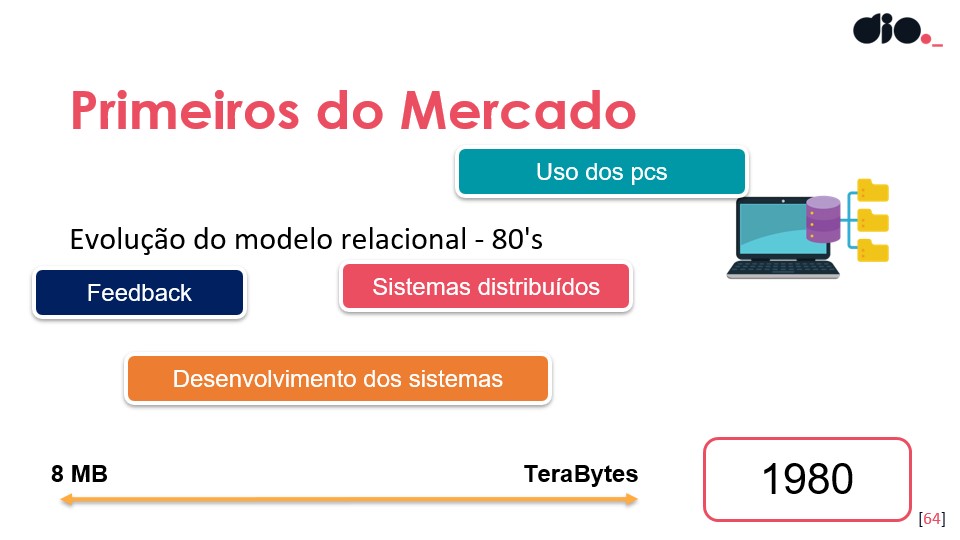 dio._
Primeiros do Mercado
Uso dos pcs
Evolução do modelo relacional - 80's
Feedback
Sistemas distribuídos
Desenvolvimento dos sistemas
8 MB
TeraBytes
1980
[64]